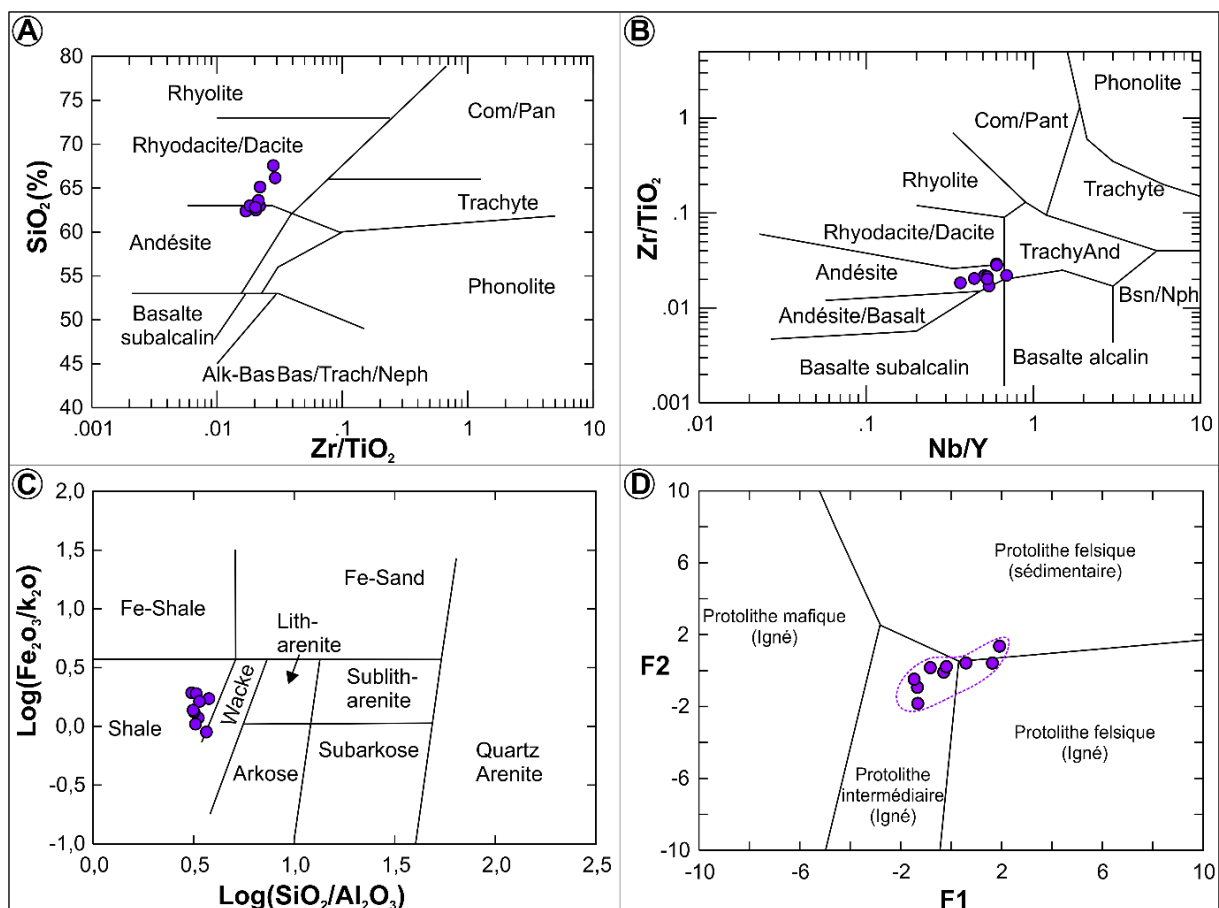 A
80
75
70
65
60
55
50
45
40
SiO₂(%)
Rhyolite
Com/Pan
Rhyodacite/Dacite
Trachyte
Andésite
Phonolite
Basalte
subalcalin
Alk-Bas Bas/Trach/Neph
.001 .01 .1 1 10
Zr/TiO₂
B
1
0.1
0.01
.001
Zr/TiO₂
Phonolite
Com/Pant
Rhyolite
Trachyte
Rhyodacite/Dacite
TrachyAnd
Andésite
Bsn/Nph
Andésite/Basalt
Basalte subalcalin
Basalte alcalin
.01 0.1 1 10
Nb/Y
C
2,0
1,5
1,0
0.5
0.0
-0,5
-1,0
Log(Fe₂O₃/k₂o)
Fe-Shale
Fe-Sand
Lith-
arenite
Wacke
Sublith-
arenite
Shale
Subarkose
Arkose
Quartz
Arenite
0,0 0,5 1,0 1,5 2,0 2,5
Log(SiO₂/Al₂O₃)
D
10
6
2
-2
-6
-10
F2
Protolithe felsique
(sédimentaire)
Protolithe mafique
(Igné)
Protolithe felsique
(Igné)
Protolithe
intermédiaire
(Igné)
-10 -6 -2 2 6 10
F1